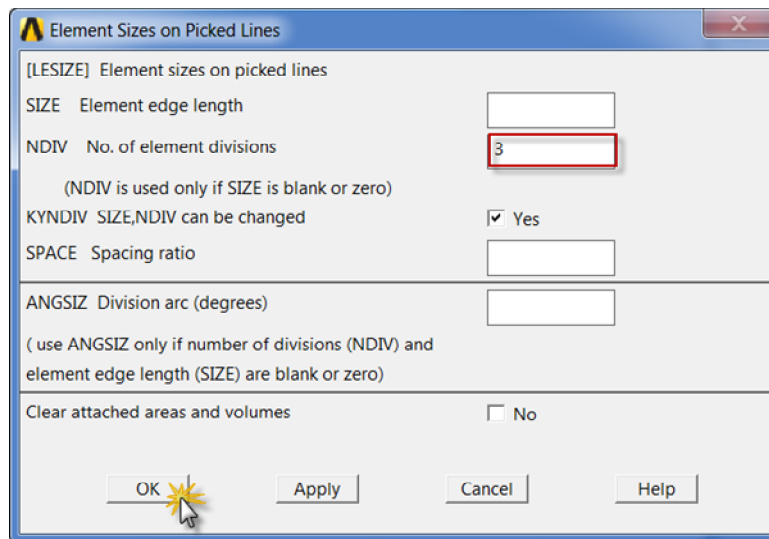 Element Sizes on Picked Lines
[LESIZE] Element sizes on picked lines
SIZE Element edge length
NDIV No. of element divisions 3
(NDIV is used only if SIZE is blank or zero)
KYNDIV SIZE,NDIV can be changed Yes
SPACE Spacing ratio
ANGSIZ Division arc (degrees)
( use ANGSIZ only if number of divisions (NDIV) and
element edge length (SIZE) are blank or zero)
Clear attached areas and volumes No
OK Apply Cancel Help